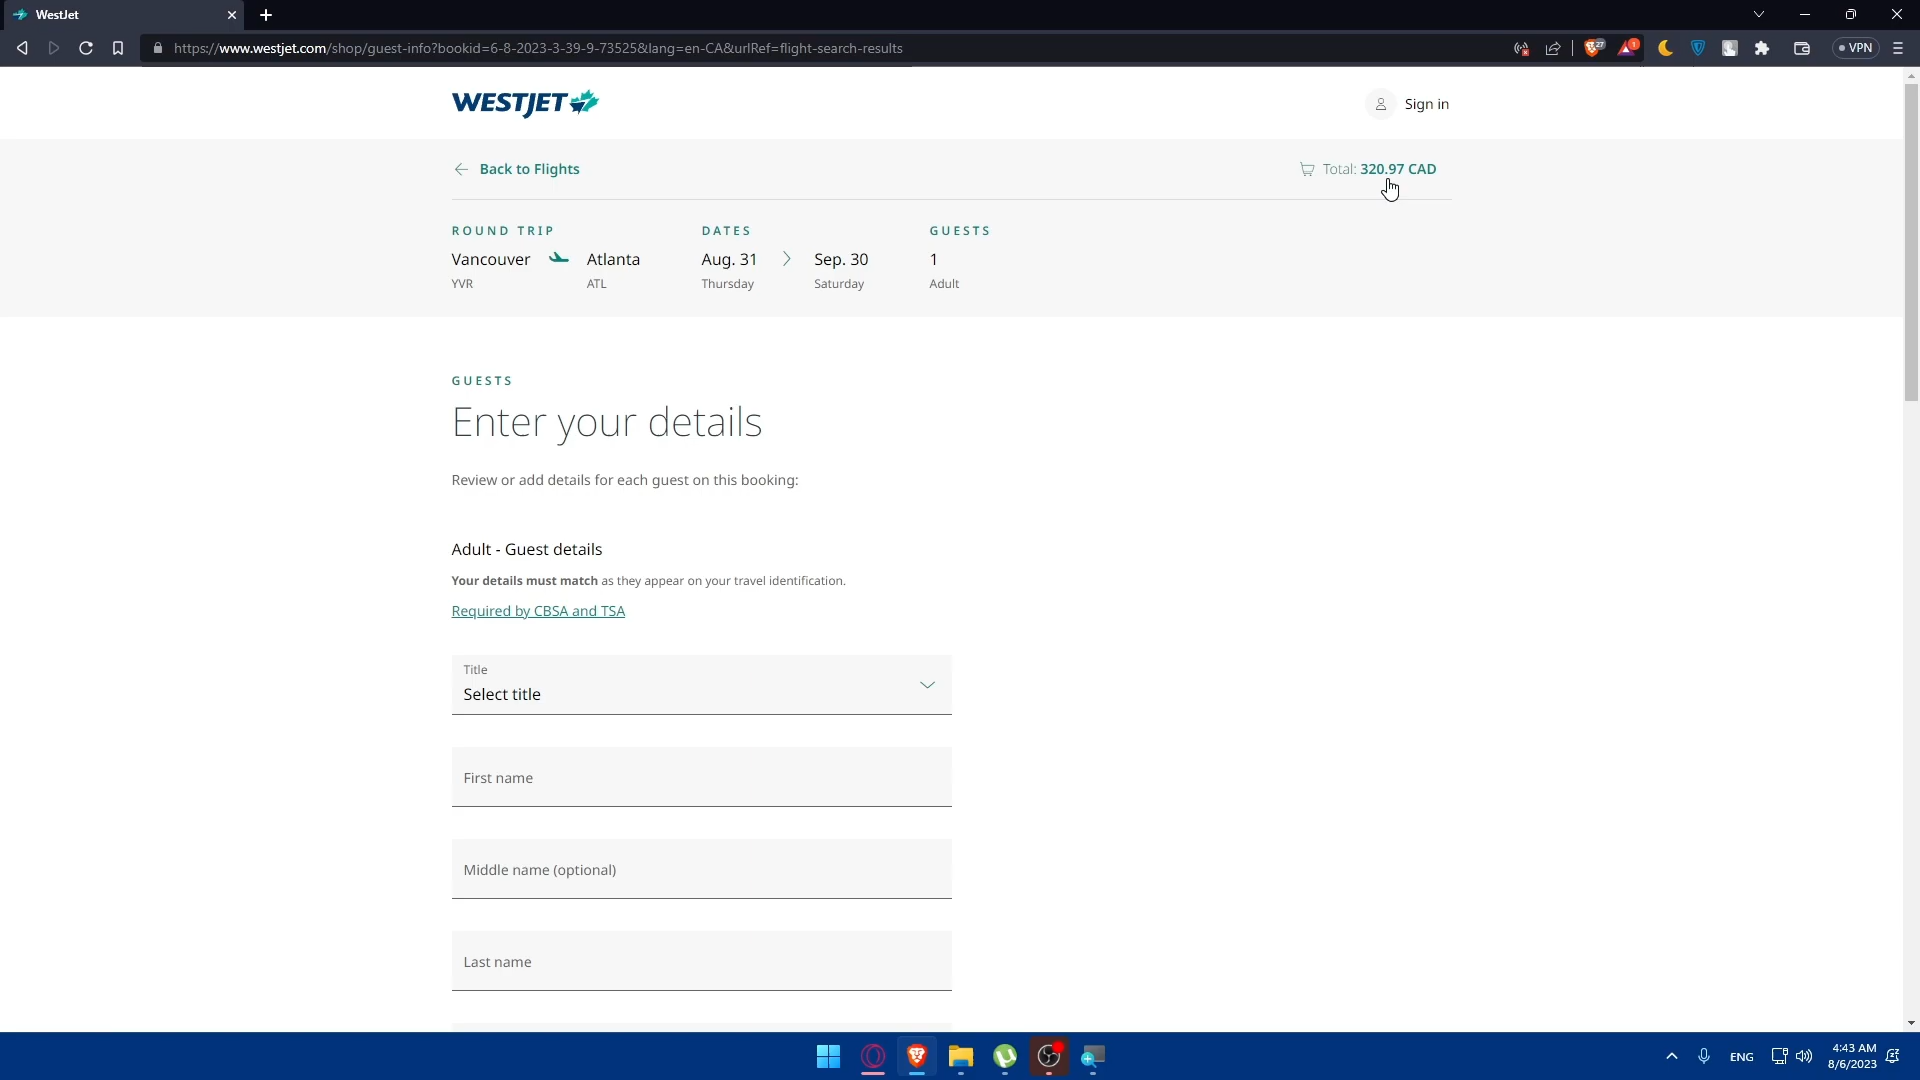 WestJet
https://www.westjet.com/shop/guest-info?bookid=6-8-2023-3-39-9-73525&lang=en-CA&urlRef=flight-search-results
27
1
VPN
WESTJET
Sign in
Back to Flights
Total: 320.97 CAD
ROUND TRIP
DATES
GUESTS
Vancouver Atlanta
Aug. 31 Sep. 30
1
YVR ATL
Thursday Saturday
Adult
GUESTS
Enter your details
Review or add details for each guest on this booking:
Adult - Guest details
Your details must match as they appear on your travel identification.
Required by CBSA and TSA
Title
Select title
First name
Middle name (optional)
Last name
ENG
4:43 AM
8/6/2023